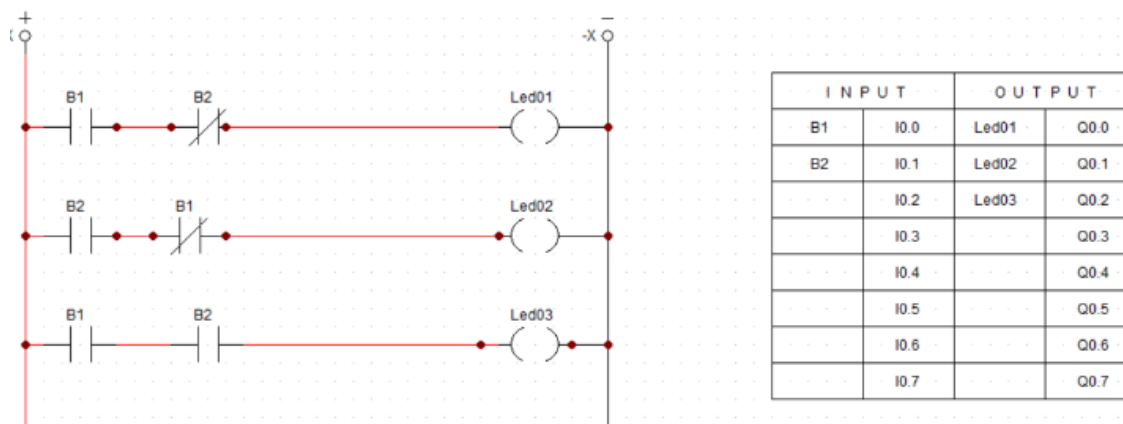 + −
X -X
B1 B2 Led01
B2 B1 Led02
B1 B2 Led03
INPUT OUTPUT
B1 I0.0 Led01 Q0.0
B2 I0.1 Led02 Q0.1
I0.2 Led03 Q0.2
I0.3 Q0.3
I0.4 Q0.4
I0.5 Q0.5
I0.6 Q0.6
I0.7 Q0.7